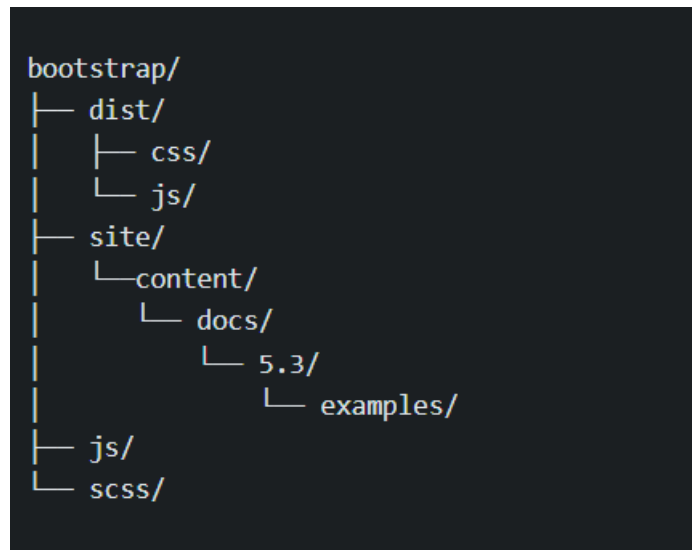 bootstrap/
├── dist/
│   ├── css/
│   └── js/
├── site/
│   └──content/
│      └── docs/
│          └── 5.3/
│              └── examples/
├── js/
└── scss/